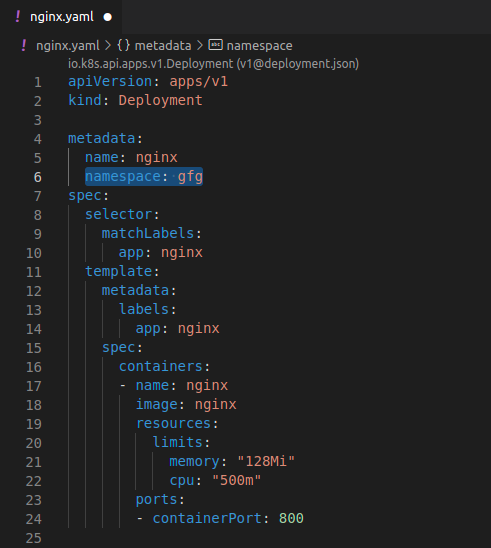 ! nginx.yaml ●
! nginx.yaml > {} metadata > abc namespace
io.k8s.api.apps.v1.Deployment (v1@deployment.json)
1 apiVersion: apps/v1
2 kind: Deployment
3
4 metadata:
5   name: nginx
6   namespace: gfg
7 spec:
8   selector:
9     matchLabels:
10       app: nginx
11   template:
12     metadata:
13       labels:
14         app: nginx
15     spec:
16       containers:
17       - name: nginx
18         image: nginx
19         resources:
20           limits:
21             memory: "128Mi"
22             cpu: "500m"
23         ports:
24         - containerPort: 800
25